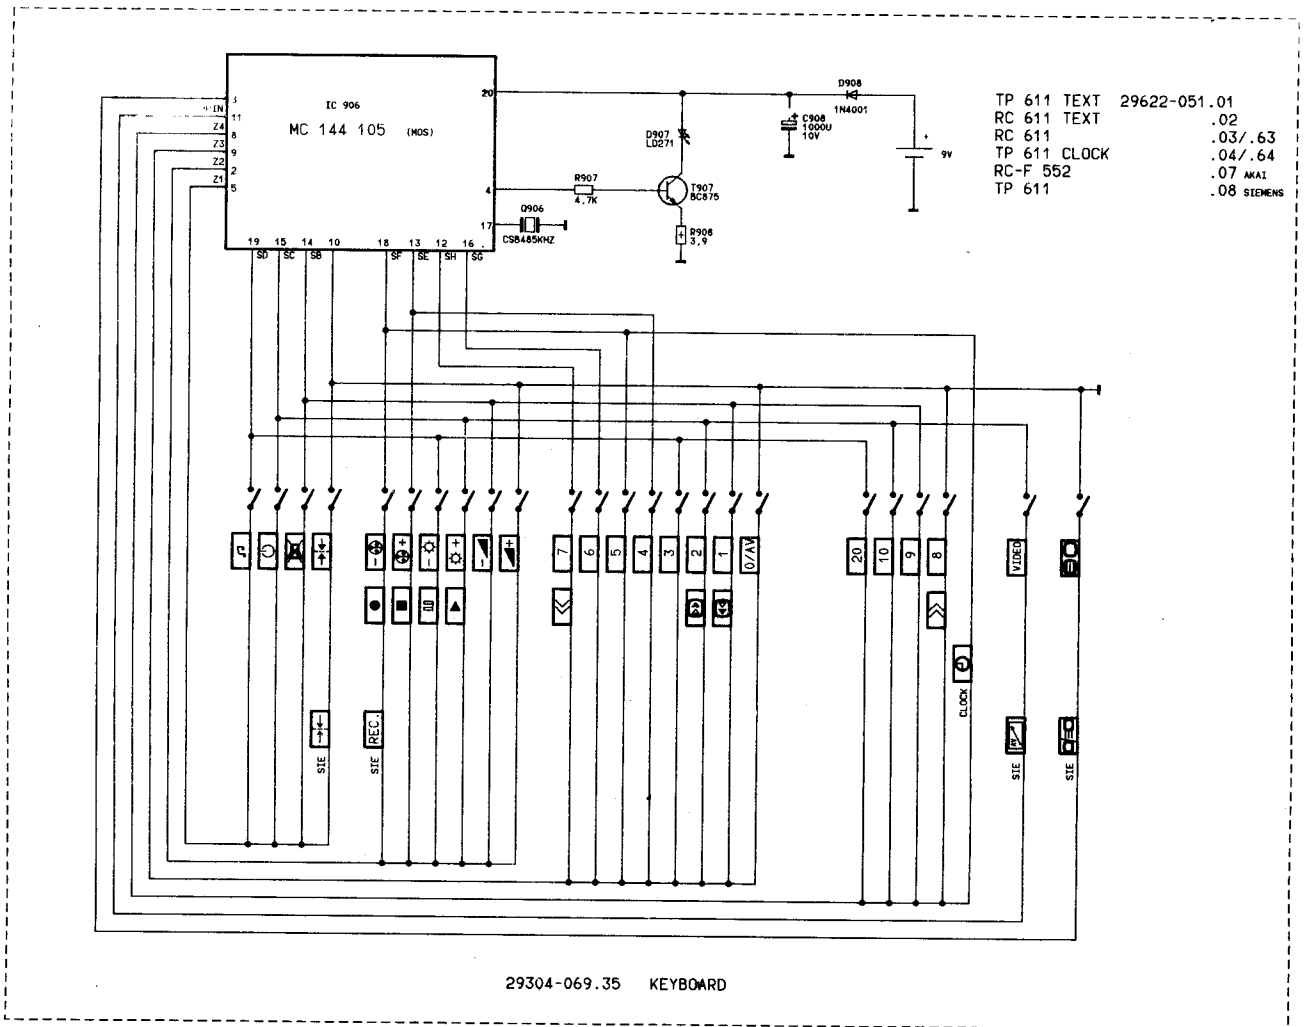 IC 906
MC 144 105 (MOS)
3
IN
11
Z4
8
Z3
9
Z2
2
Z1
5
20
4
17
19
SD
15
SC
14
SB
10
18
SF
13
SE
12
SH
16
SG
R907
4.7K
Q906
CSB485KHZ
D907
LD271
T907
BC875
R908
3,9
+
C908
1000U
10V
D908
1N4001
+
9V
TP 611 TEXT 29622-051.01
RC 611 TEXT .02
RC 611 .03/.63
TP 611 CLOCK .04/.64
RC-F 552 .07 AKAI
TP 611 .08 SIEMENS
7
6
5
4
3
2
1
0/AV
20
10
9
8
VIDEO
CLOCK
SIE
REC.
SIE
SIE
SIE
29304-069.35 KEYBOARD